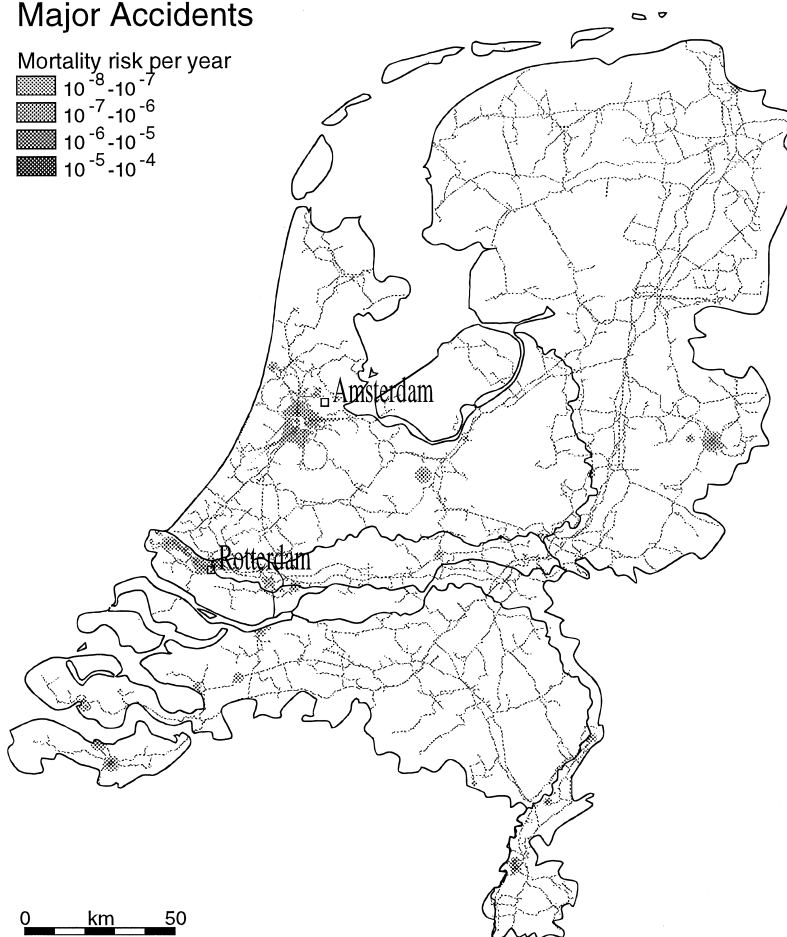 Major Accidents
Mortality risk per year
10⁻⁸-10⁻⁷
10⁻⁷-10⁻⁶
10⁻⁶-10⁻⁵
10⁻⁵-10⁻⁴
Amsterdam
Rotterdam
0 km 50